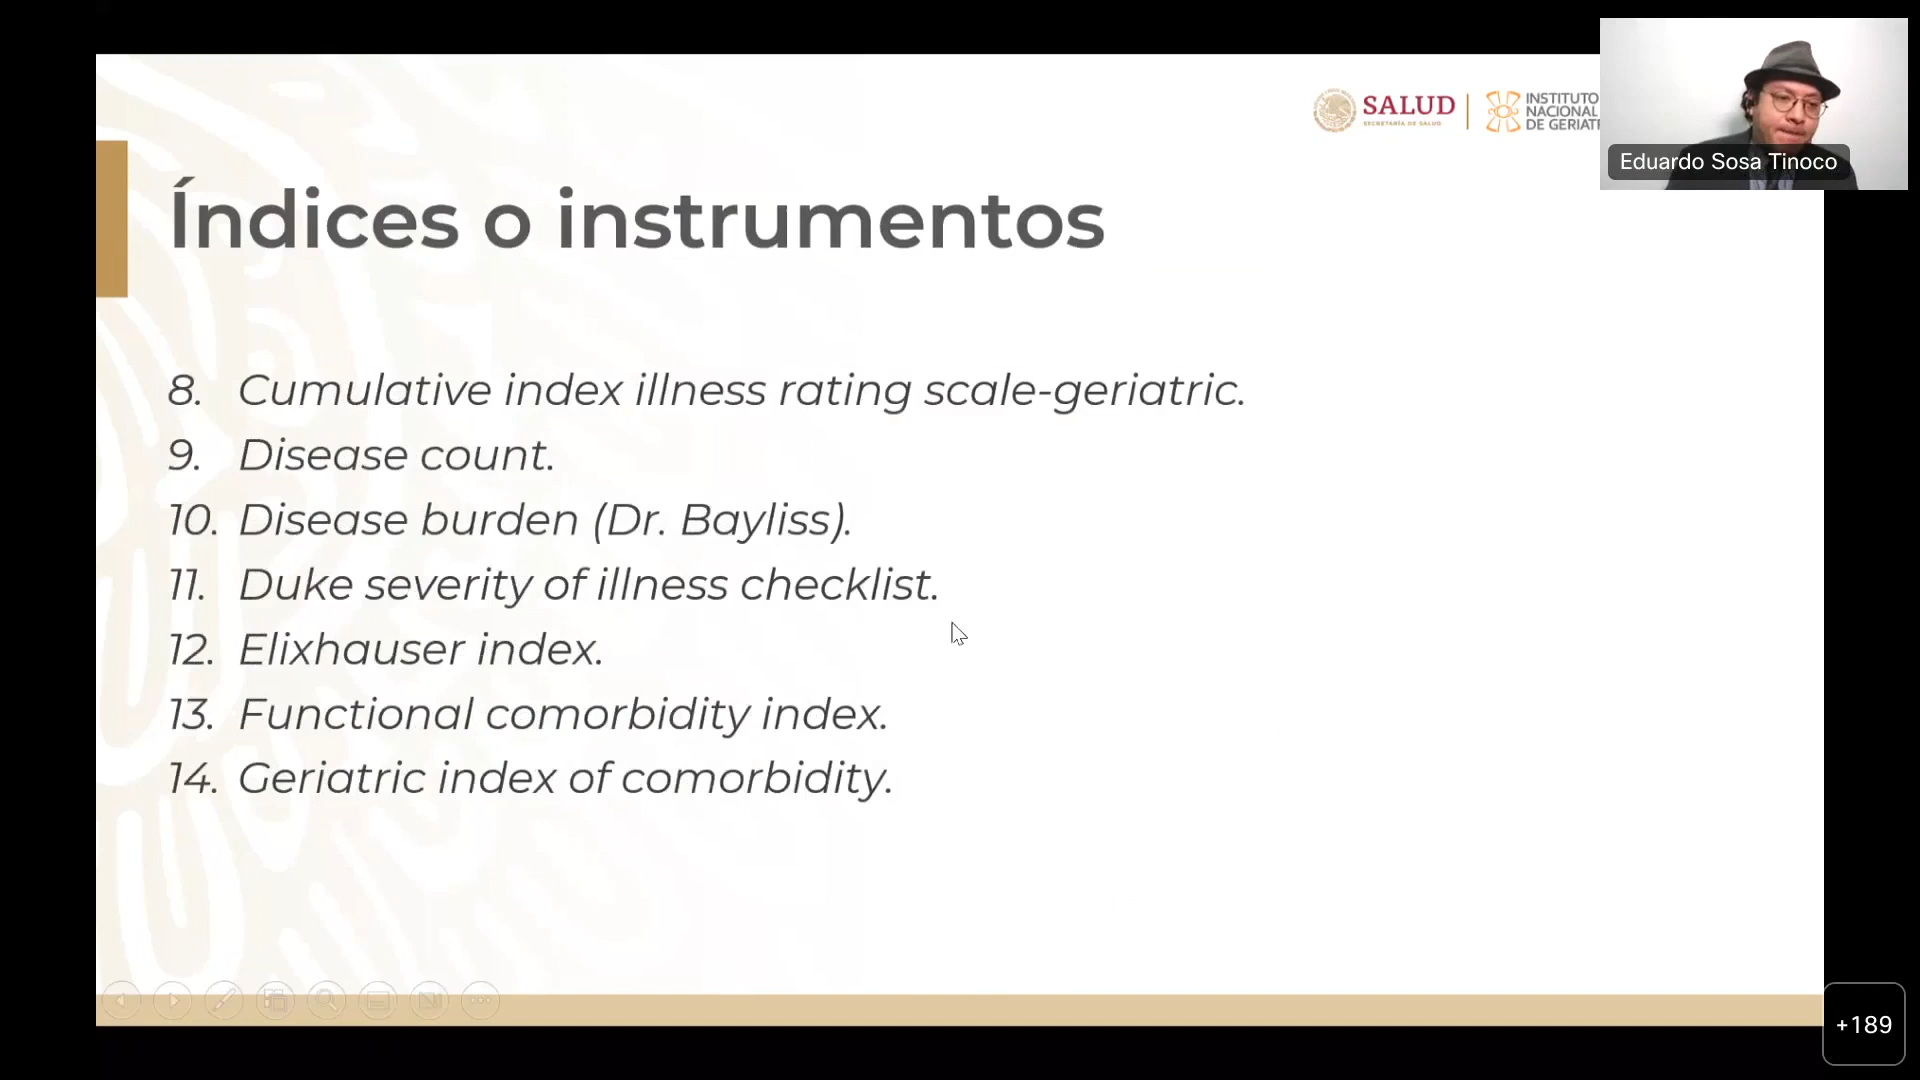 SALUD
SECRETARÍA DE SALUD
INSTITUTO
NACIONAL
DE GERIAT
Eduardo Sosa Tinoco
Índices o instrumentos
8. Cumulative index illness rating scale-geriatric.
9. Disease count.
10. Disease burden (Dr. Bayliss).
11. Duke severity of illness checklist.
12. Elixhauser index.
13. Functional comorbidity index.
14. Geriatric index of comorbidity.
+189